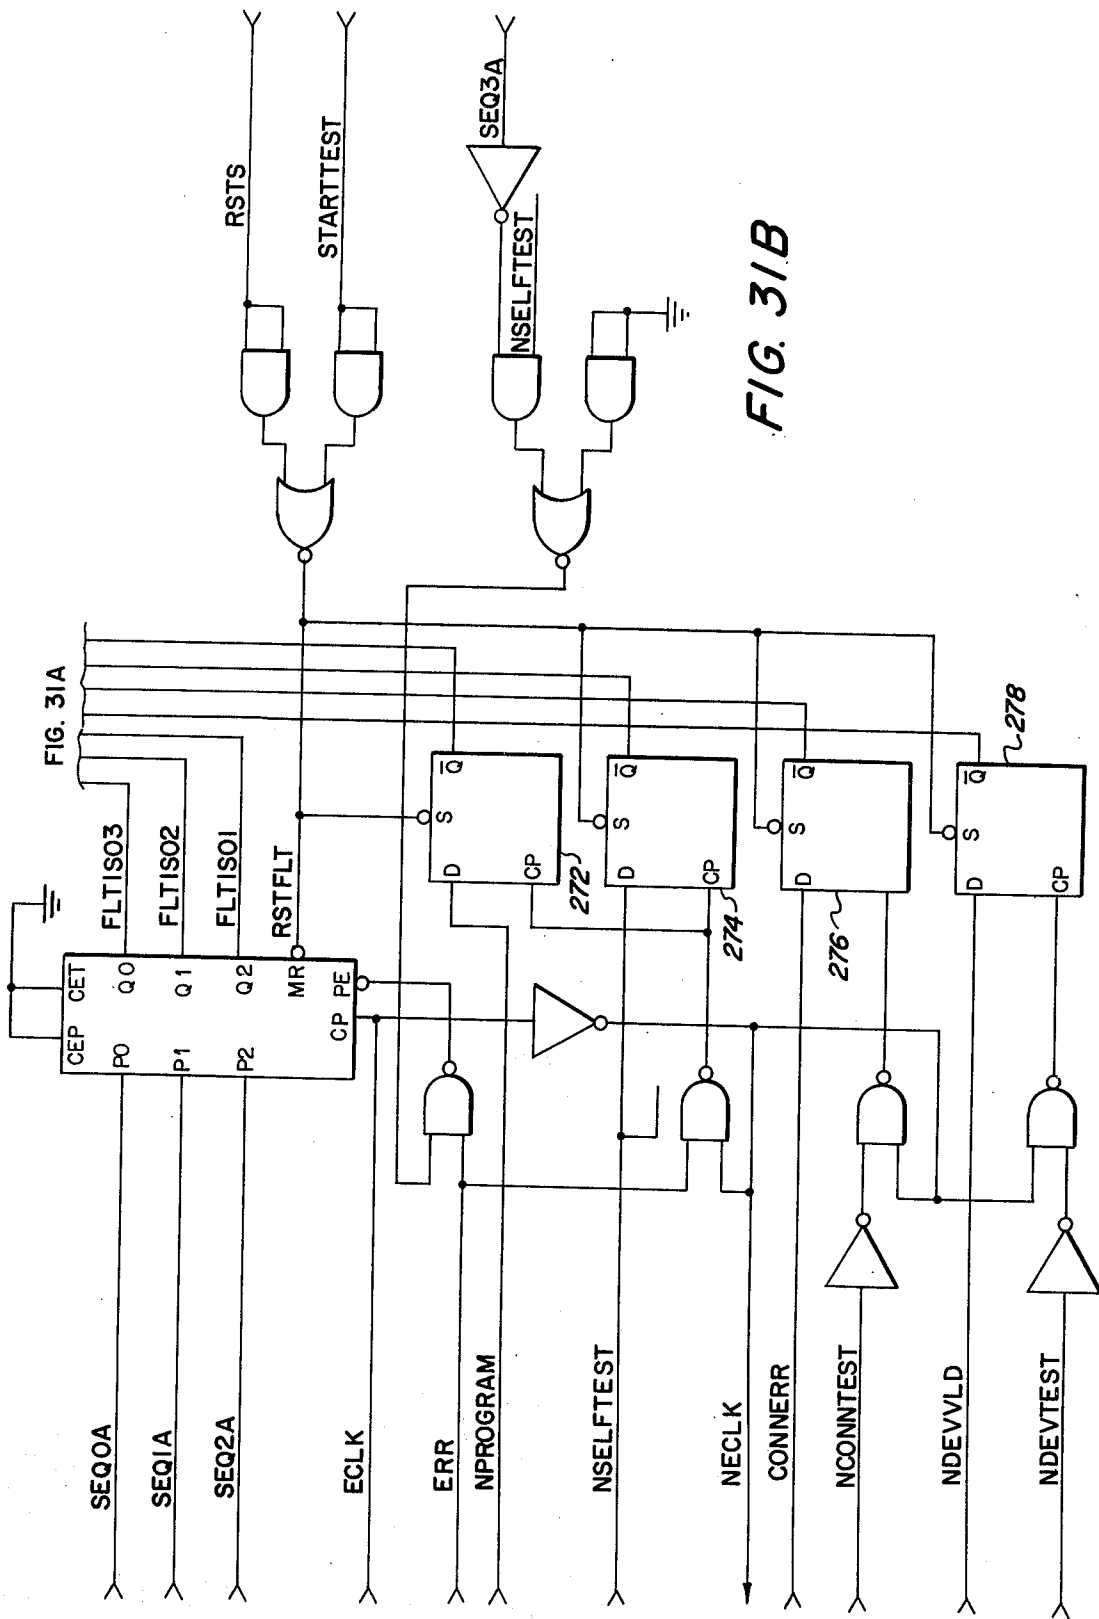 RSTS
STARTTEST
SEQ3A
NSELFTEST
FIG. 31B
FIG. 31A
FLTISO3
FLTISO2
FLTISO1
RSTFLT
CEP
CET
P0
Q0
P1
Q1
P2
Q2
MR
PE
CP
D
S
Q
CP
272
D
S
Q
CP
274
D
S
Q
276
D
S
Q
CP
278
SEQ0A
SEQ1A
SEQ2A
ECLK
ERR
NPROGRAM
NSELFTEST
NECLK
CONNERR
NCONNTEST
NDEVVLD
NDEVTEST